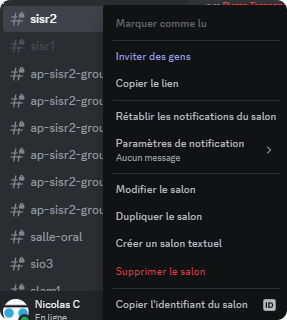 sisr2
sisr1
ap-sisr2-grou
ap-sisr2-grou
ap-sisr2-grou
ap-sisr2-grou
ap-sisr2-grou
ap-sisr2-grou
salle-oral
sio3
slam1
Nicolas C
En ligne
Marquer comme lu
Inviter des gens
Copier le lien
Rétablir les notifications du salon
Paramètres de notification
Aucun message
Modifier le salon
Dupliquer le salon
Créer un salon textuel
Supprimer le salon
Copier l'identifiant du salon
ID